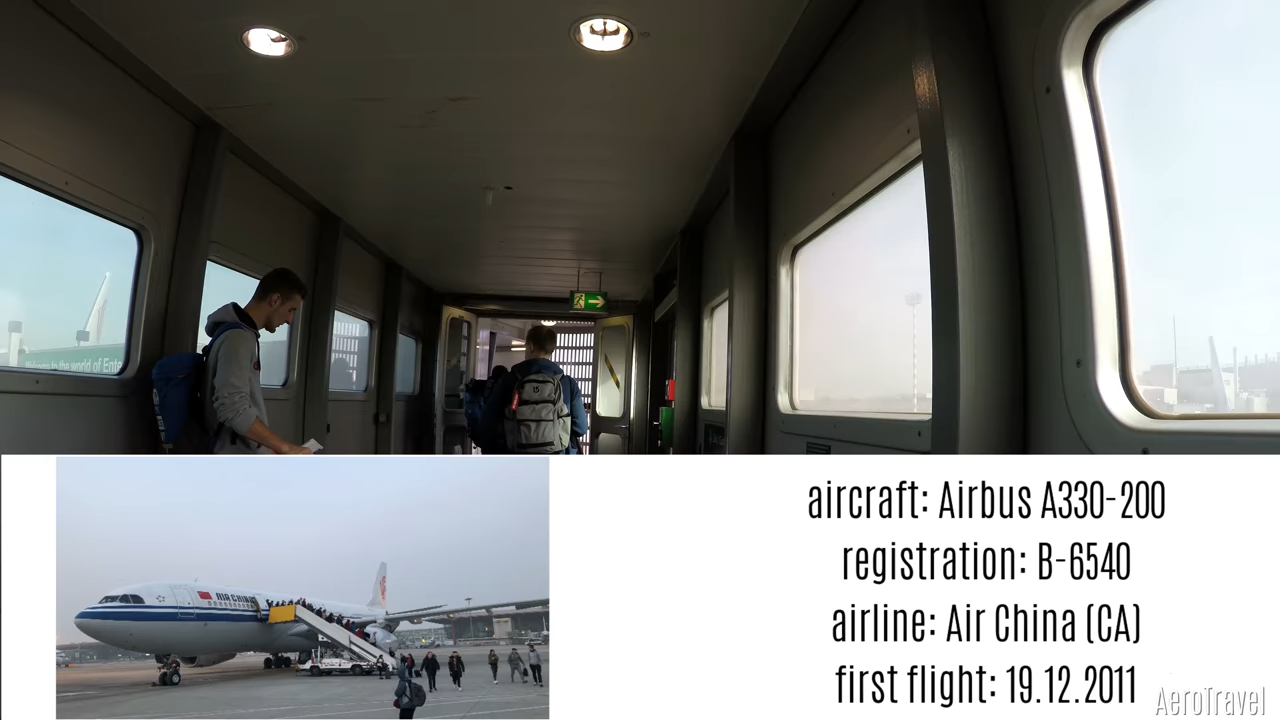 Welcome to the world of Ente
15
AIR CHINA
aircraft: Airbus A330-200
registration: B-6540
airline: Air China (CA)
first flight: 19.12.2011
AeroTravel